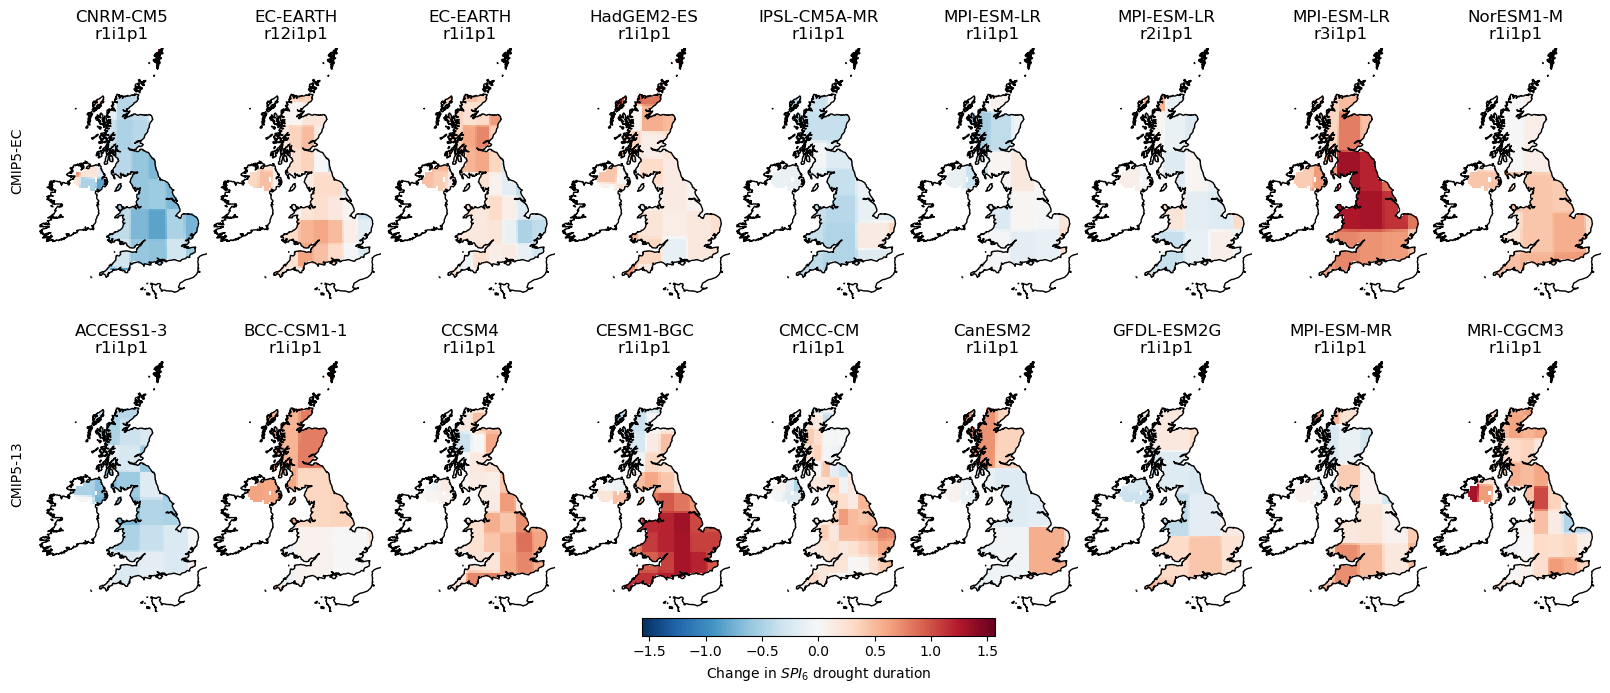 CNRM-CM5 EC-EARTH EC-EARTH HadGEM2-ES IPSL-CM5A-MR MPI-ESM-LR MPI-ESM-LR MPI-ESM-LR NorESM1-M
r1i1p1 r12i1p1 r1i1p1 r1i1p1 r1i1p1 r1i1p1 r2i1p1 r3i1p1 r1i1p1
CMIP5-EC
ACCESS1-3 BCC-CSM1-1 CCSM4 CESM1-BGC CMCC-CM CanESM2 GFDL-ESM2G MPI-ESM-MR MRI-CGCM3
r1i1p1 r1i1p1 r1i1p1 r1i1p1 r1i1p1 r1i1p1 r1i1p1 r1i1p1 r1i1p1
CMIP5-13
−1.5 −1.0 −0.5 0.0 0.5 1.0 1.5
Change in SPI₆ drought duration